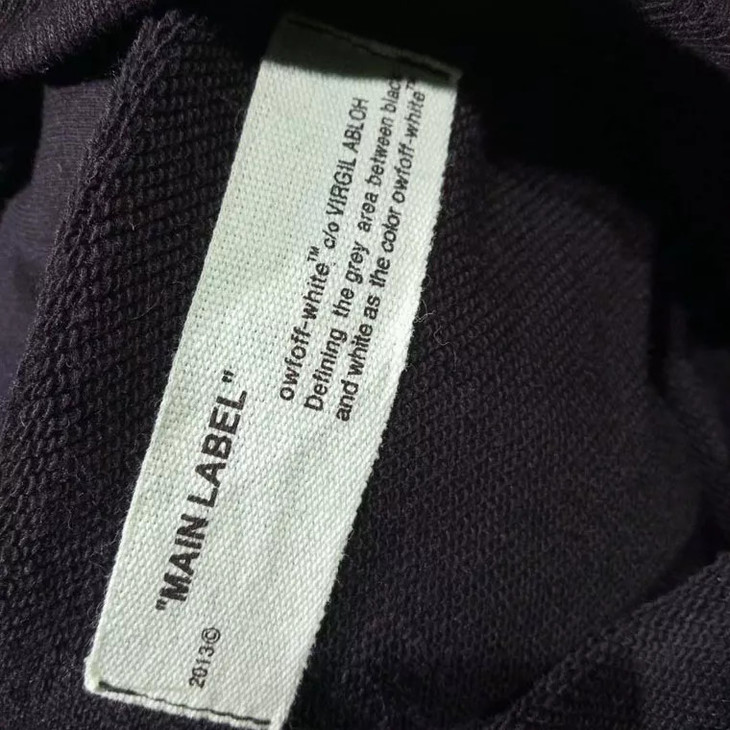 "MAIN LABEL"
2013©
owfoff-white™ c/o VIRGIL ABLOH
Defining the grey area between black
and white as the color owfoff-white™